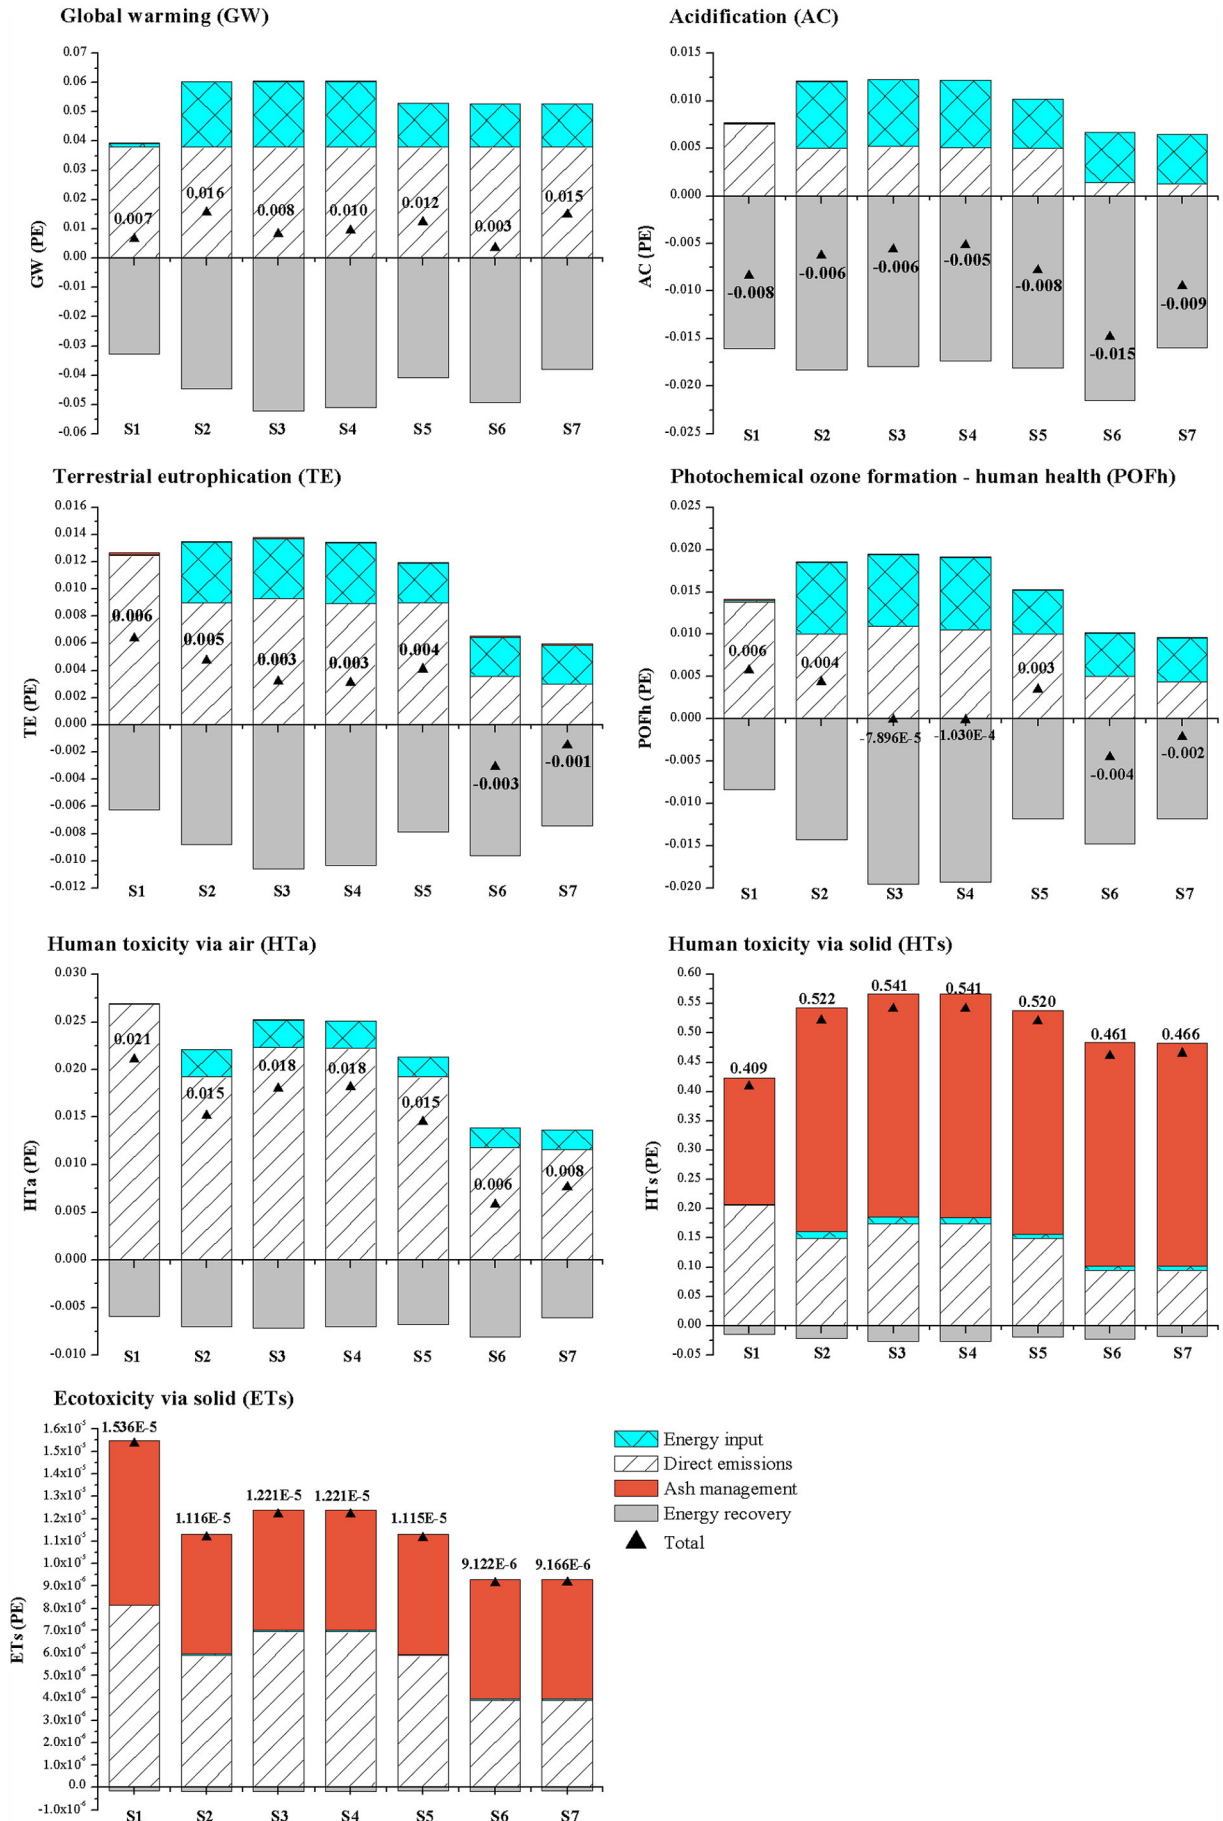 Global warming (GW)
0.07
0.06
0.05
0.04
0.03
0.02
0.01
0.00
-0.01
-0.02
-0.03
-0.04
-0.05
-0.06
GW (PE)
0.007
0.016
0.008
0.010
0.012
0.003
0.015
S1 S2 S3 S4 S5 S6 S7
Acidification (AC)
0.015
0.010
0.005
0.000
-0.005
-0.010
-0.015
-0.020
-0.025
AC (PE)
-0.008
-0.006
-0.006
-0.005
-0.008
-0.015
-0.009
S1 S2 S3 S4 S5 S6 S7
Terrestrial eutrophication (TE)
0.016
0.014
0.012
0.010
0.008
0.006
0.004
0.002
0.000
-0.002
-0.004
-0.006
-0.008
-0.010
-0.012
TE (PE)
0.006
0.005
0.003
0.003
0.004
-0.003
-0.001
S1 S2 S3 S4 S5 S6 S7
Photochemical ozone formation - human health (POFh)
0.025
0.020
0.015
0.010
0.005
0.000
-0.005
-0.010
-0.015
-0.020
POFh (PE)
0.006
0.004
-7.896E-5
-1.030E-4
0.003
-0.004
-0.002
S1 S2 S3 S4 S5 S6 S7
Human toxicity via air (HTa)
0.030
0.025
0.020
0.015
0.010
0.005
0.000
-0.005
-0.010
HTa (PE)
0.021
0.015
0.018
0.018
0.015
0.006
0.008
S1 S2 S3 S4 S5 S6 S7
Human toxicity via solid (HTs)
0.60
0.55
0.50
0.45
0.40
0.35
0.30
0.25
0.20
0.15
0.10
0.05
0.00
-0.05
HTs (PE)
0.409
0.522
0.541
0.541
0.520
0.461
0.466
S1 S2 S3 S4 S5 S6 S7
Ecotoxicity via solid (ETs)
1.6x10⁻⁵
1.5x10⁻⁵
1.4x10⁻⁵
1.3x10⁻⁵
1.2x10⁻⁵
1.1x10⁻⁵
1.0x10⁻⁵
9.0x10⁻⁶
8.0x10⁻⁶
7.0x10⁻⁶
6.0x10⁻⁶
5.0x10⁻⁶
4.0x10⁻⁶
3.0x10⁻⁶
2.0x10⁻⁶
1.0x10⁻⁶
0.0
-1.0x10⁻⁶
ETs (PE)
1.536E-5
1.116E-5
1.221E-5
1.221E-5
1.115E-5
9.122E-6
9.166E-6
S1 S2 S3 S4 S5 S6 S7
Energy input
Direct emissions
Ash management
Energy recovery
Total